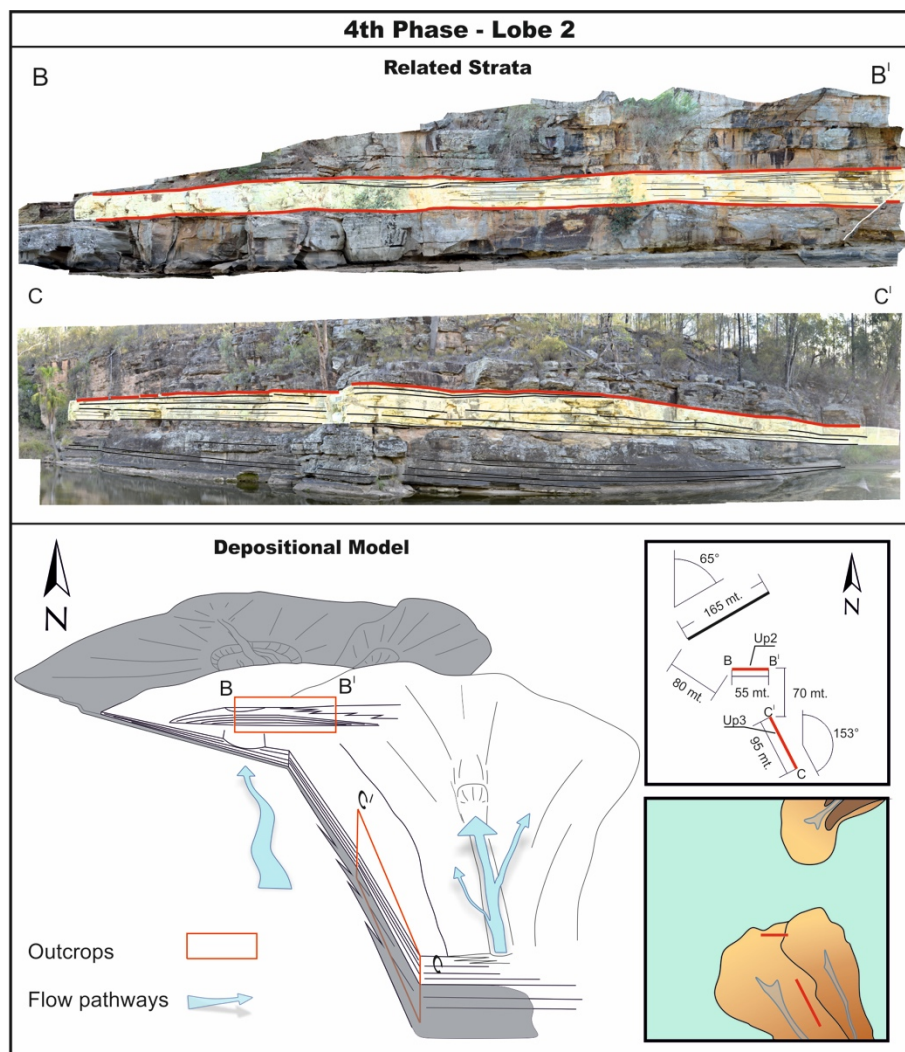 4th Phase - Lobe 2
Related Strata
B B'
C C'
Depositional Model
N
B B'
C'
C
Outcrops
Flow pathways
N
65°
165 mt.
Up2
B B'
80 mt.
55 mt.
70 mt.
C'
Up3
95 mt.
153°
C